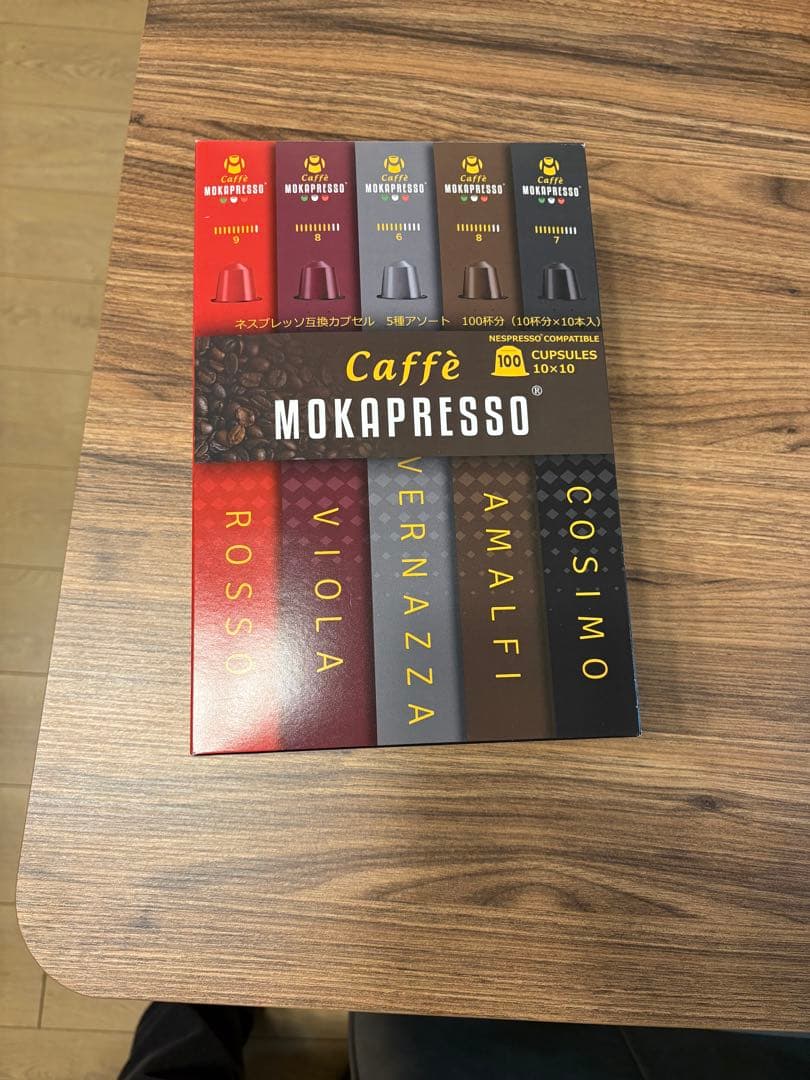 Caffè
MOKAPRESSO
9
Caffè
MOKAPRESSO
8
Caffè
MOKAPRESSO
6
Caffè
MOKAPRESSO
8
Caffè
MOKAPRESSO
7
ネスプレッソ互換カプセル 5種アソート 100杯分（10杯分×10本入）
NESPRESSO COMPATIBLE
100 CUPSULES
10×10
Caffè
MOKAPRESSO®
ROSSO
VIOLA
VERNAZZA
AMALFI
COSIMO